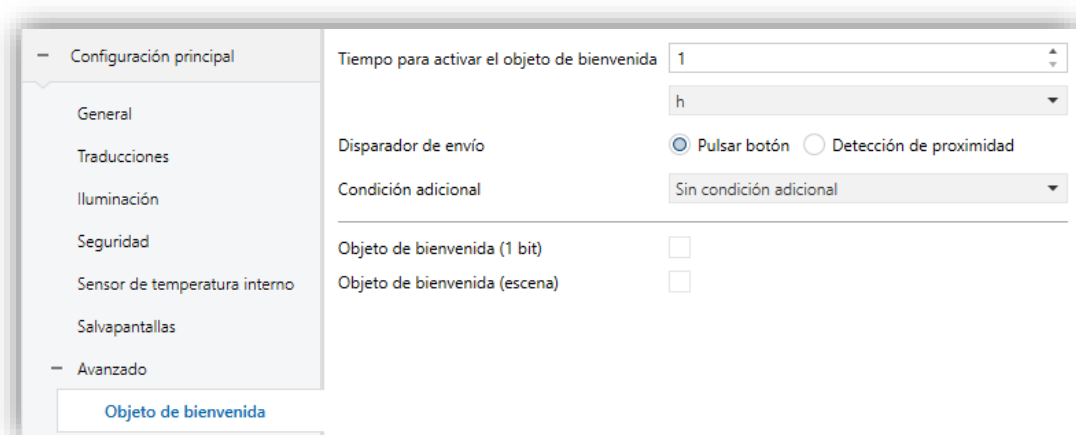 Configuración principal
General
Traducciones
Iluminación
Seguridad
Sensor de temperatura interno
Salvapantallas
Avanzado
Objeto de bienvenida
Tiempo para activar el objeto de bienvenida 1
h
Disparador de envío Pulsar botón Detección de proximidad
Condición adicional Sin condición adicional
Objeto de bienvenida (1 bit)
Objeto de bienvenida (escena)